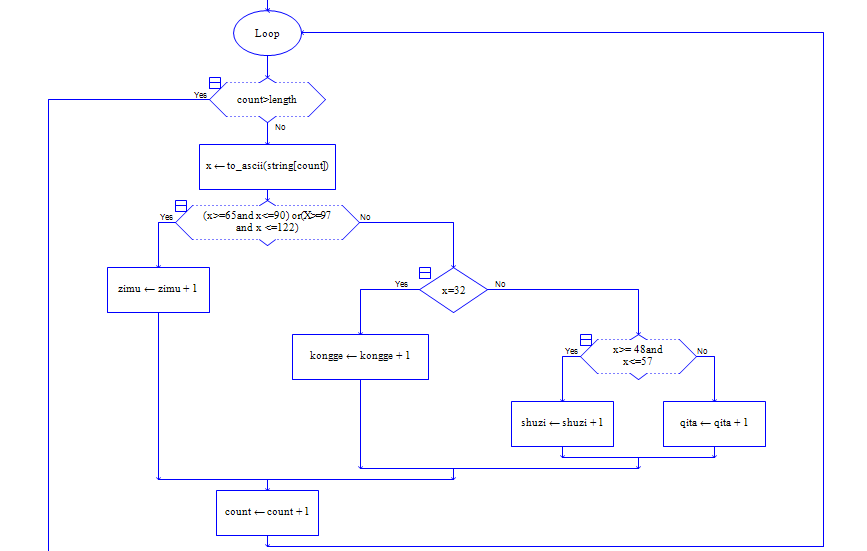 Loop
Yes
count>length
No
x ← to_ascii(string[count])
Yes
(x>=65and x<=90) or(X>=97
and x <=122)
No
zimu ← zimu + 1
Yes
x=32
No
kongge ← kongge + 1
Yes
x>= 48and
x<=57
No
shuzi ← shuzi + 1
qita ← qita + 1
count ← count + 1